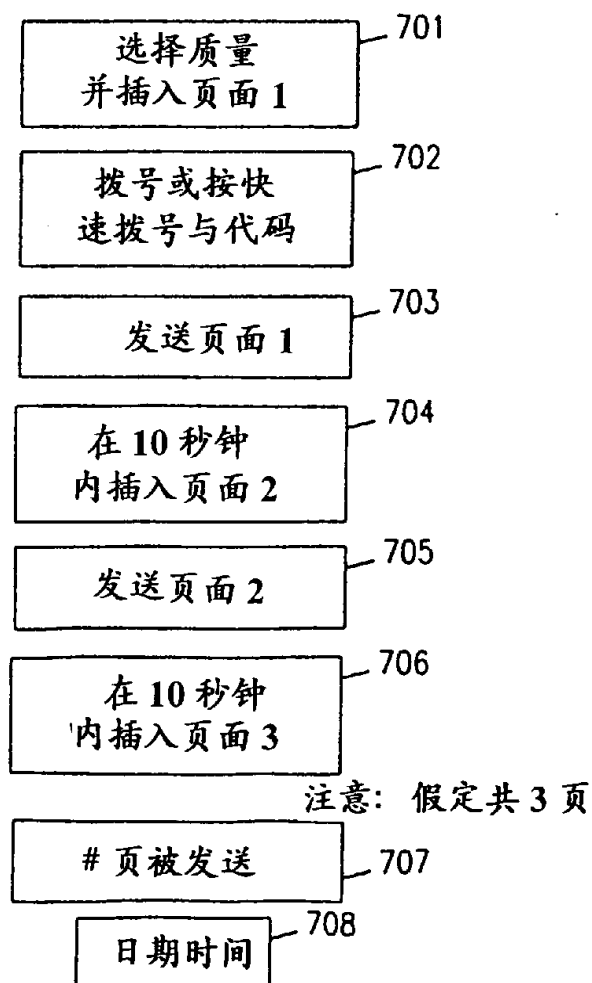 701
选择质量
并插入页面 1
702
拨号或按快
速拨号与代码
703
发送页面 1
704
在 10 秒钟
内插入页面 2
705
发送页面 2
706
在 10 秒钟
内插入页面 3
注意: 假定共 3 页
# 页被发送
707
708
日期时间